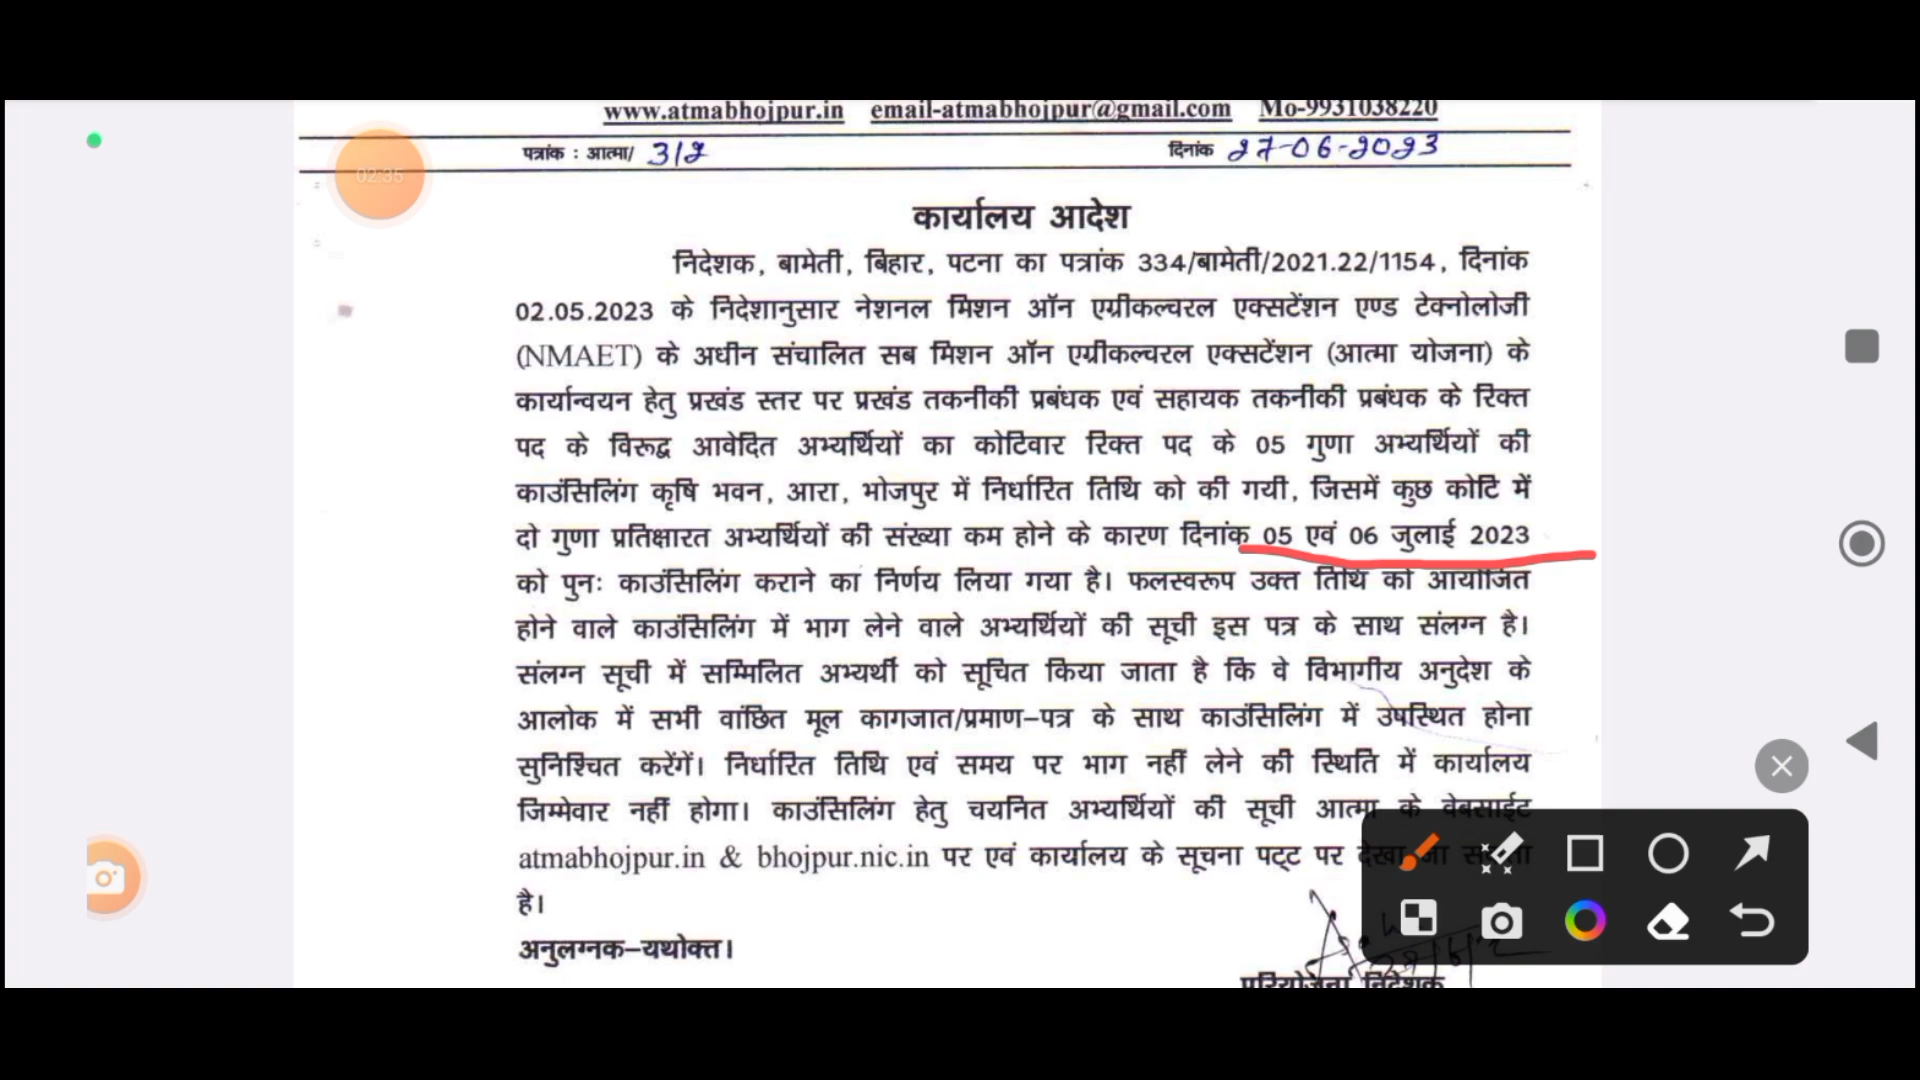 www.atmabhojpur.in email-atmabhojpur@gmail.com Mo-9931038220
पत्रांक : आत्मा/ 312 दिनांक 27-06-2023
02:35
कार्यालय आदेश
निदेशक, बामेती, बिहार, पटना का पत्रांक 334/बामेती/2021.22/1154, दिनांक
02.05.2023 के निदेशानुसार नेशनल मिशन ऑन एग्रीकल्चरल एक्सटेंशन एण्ड टेक्नोलोजी
(NMAET) के अधीन संचालित सब मिशन ऑन एग्रीकल्चरल एक्सटेंशन (आत्मा योजना) के
कार्यान्वयन हेतु प्रखंड स्तर पर प्रखंड तकनीकी प्रबंधक एवं सहायक तकनीकी प्रबंधक के रिक्त
पद के विरूद्व आवेदित अभ्यर्थियों का कोटिवार रिक्त पद के 05 गुणा अभ्यर्थियों की
काउंसिलिंग कृषि भवन, आरा, भोजपुर में निर्धारित तिथि को की गयी, जिसमें कुछ कोटि में
दो गुणा प्रतिक्षारत अभ्यर्थियों की संख्या कम होने के कारण दिनांक 05 एवं 06 जुलाई 2023
को पुनः काउंसिलिंग कराने का निर्णय लिया गया है। फलस्वरूप उक्त तिथि को आयोजित
होने वाले काउंसिलिंग में भाग लेने वाले अभ्यर्थियों की सूची इस पत्र के साथ संलग्न है।
संलग्न सूची में सम्मिलित अभ्यर्थी को सूचित किया जाता है कि वे विभागीय अनुदेश के
आलोक में सभी वांछित मूल कागजात/प्रमाण–पत्र के साथ काउंसिलिंग में उपस्थित होना
सुनिश्चित करेंगें। निर्धारित तिथि एवं समय पर भाग नहीं लेने की स्थिति में कार्यालय
जिम्मेवार नहीं होगा। काउंसिलिंग हेतु चयनित अभ्यर्थियों की सूची आत्मा के वेबसाईट
atmabhojpur.in & bhojpur.nic.in पर एवं कार्यालय के सूचना पट्ट पर देखा जा
है।
अनुलग्नक–यथोक्त।
परियोजना निदेशक